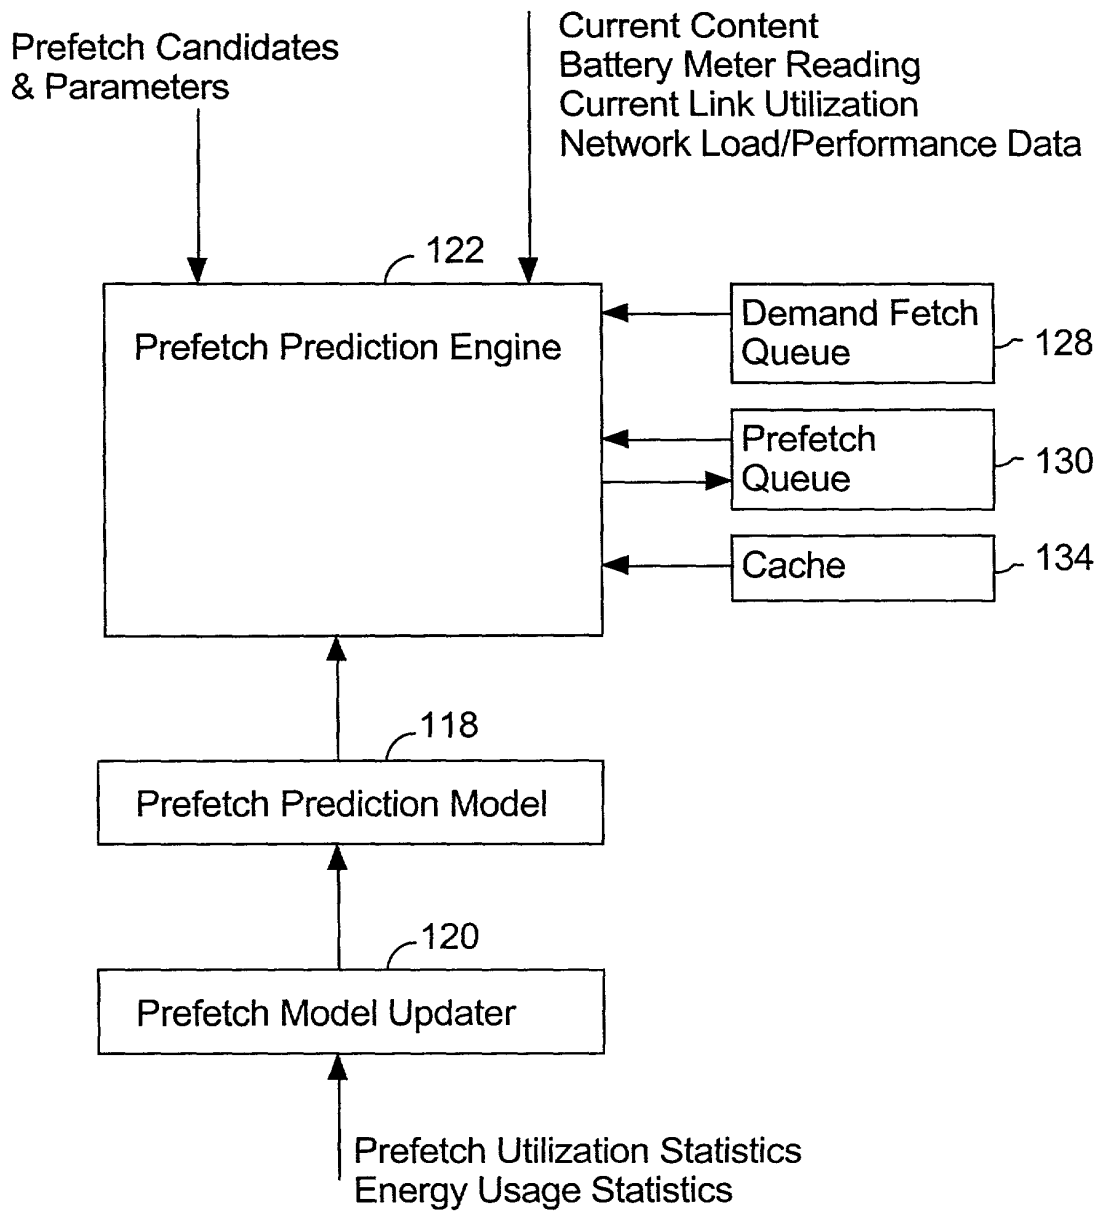 Prefetch Candidates
& Parameters
Current Content
Battery Meter Reading
Current Link Utilization
Network Load/Performance Data
122
Prefetch Prediction Engine
Demand Fetch
Queue
128
Prefetch
Queue
130
Cache
134
118
Prefetch Prediction Model
120
Prefetch Model Updater
Prefetch Utilization Statistics
Energy Usage Statistics